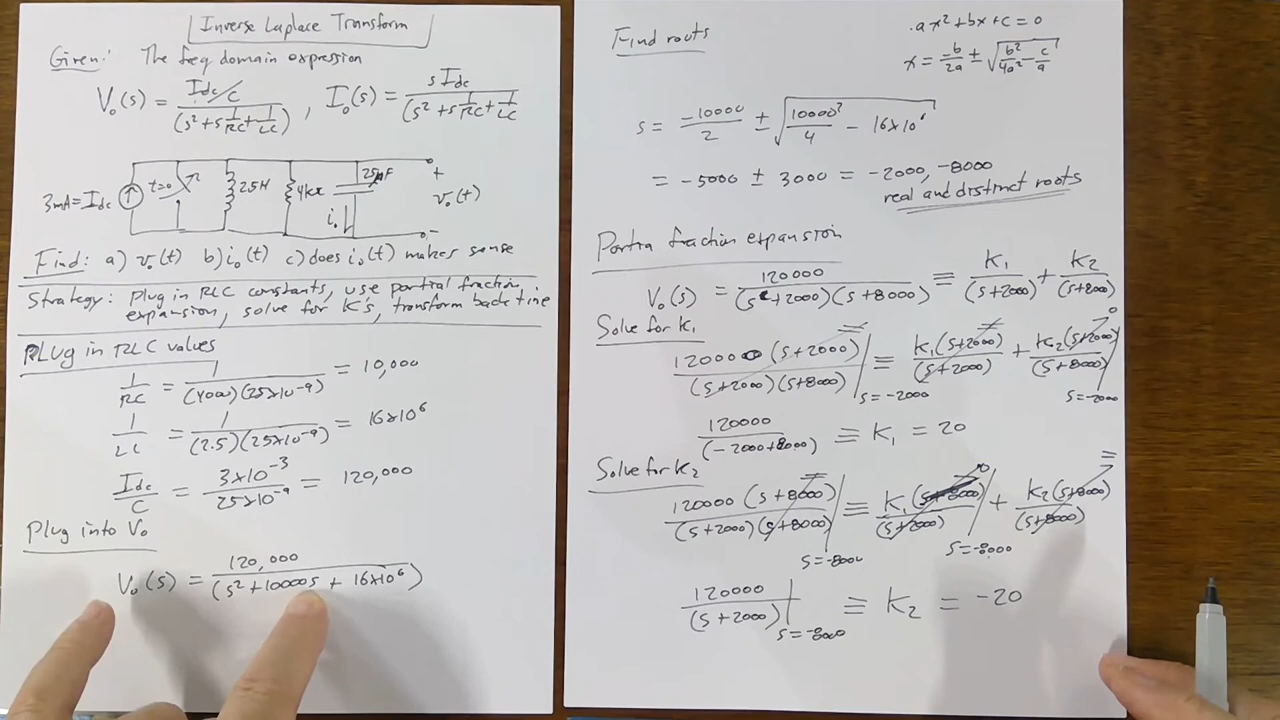 Inverse Laplace Transform
Given: The freq domain expression
V₀(s) = (Idc/C)/(s² + s 1/RC + 1/LC) , I₀(s) = (s Idc)/(s² + s 1/RC + 1/LC)
3mA = Idc t=0 2.5H 4kΩ 25nF i₀ + v₀(t) −
Find: a) v₀(t) b) i₀(t) c) does i₀(t) makes sense
Strategy: plug in RLC constants, use partial fraction
expansion, solve for K's, transform back time
PLUG in RLC values
1/RC = 1/((4000)(25×10⁻⁹)) = 10,000
1/LC = 1/((2.5)(25×10⁻⁹)) = 16×10⁶
Idc/C = 3×10⁻³/25×10⁻⁹ = 120,000
Plug into V₀
V₀(s) = 120,000/(s² + 10000s + 16×10⁶)
Find roots
ax² + bx + c = 0
x = −b/2a ± √(b²/4a² − c/a)
s = −10000/2 ± √(10000²/4 − 16×10⁶)
= −5000 ± 3000 = −2000, −8000
real and distinct roots
Partia fraction expansion
V₀(s) = 120000/((s+2000)(s+8000)) ≡ K₁/(s+2000) + K₂/(s+8000)
Solve for K₁
120000 (s+2000)/((s+2000)(s+8000)) | s=−2000 ≡ K₁(s+2000)/(s+2000) + K₂(s+2000)/(s+8000) | s=−2000 0
120000/(−2000+8000) ≡ K₁ = 20
Solve for K₂
120000 (s+8000)/((s+2000)(s+8000)) | s=−8000 ≡ K₁(s+8000)/(s+2000) | s=−8000 0 + K₂(s+8000)/(s+8000)
120000/(s+2000) | s=−8000 ≡ K₂ = −20